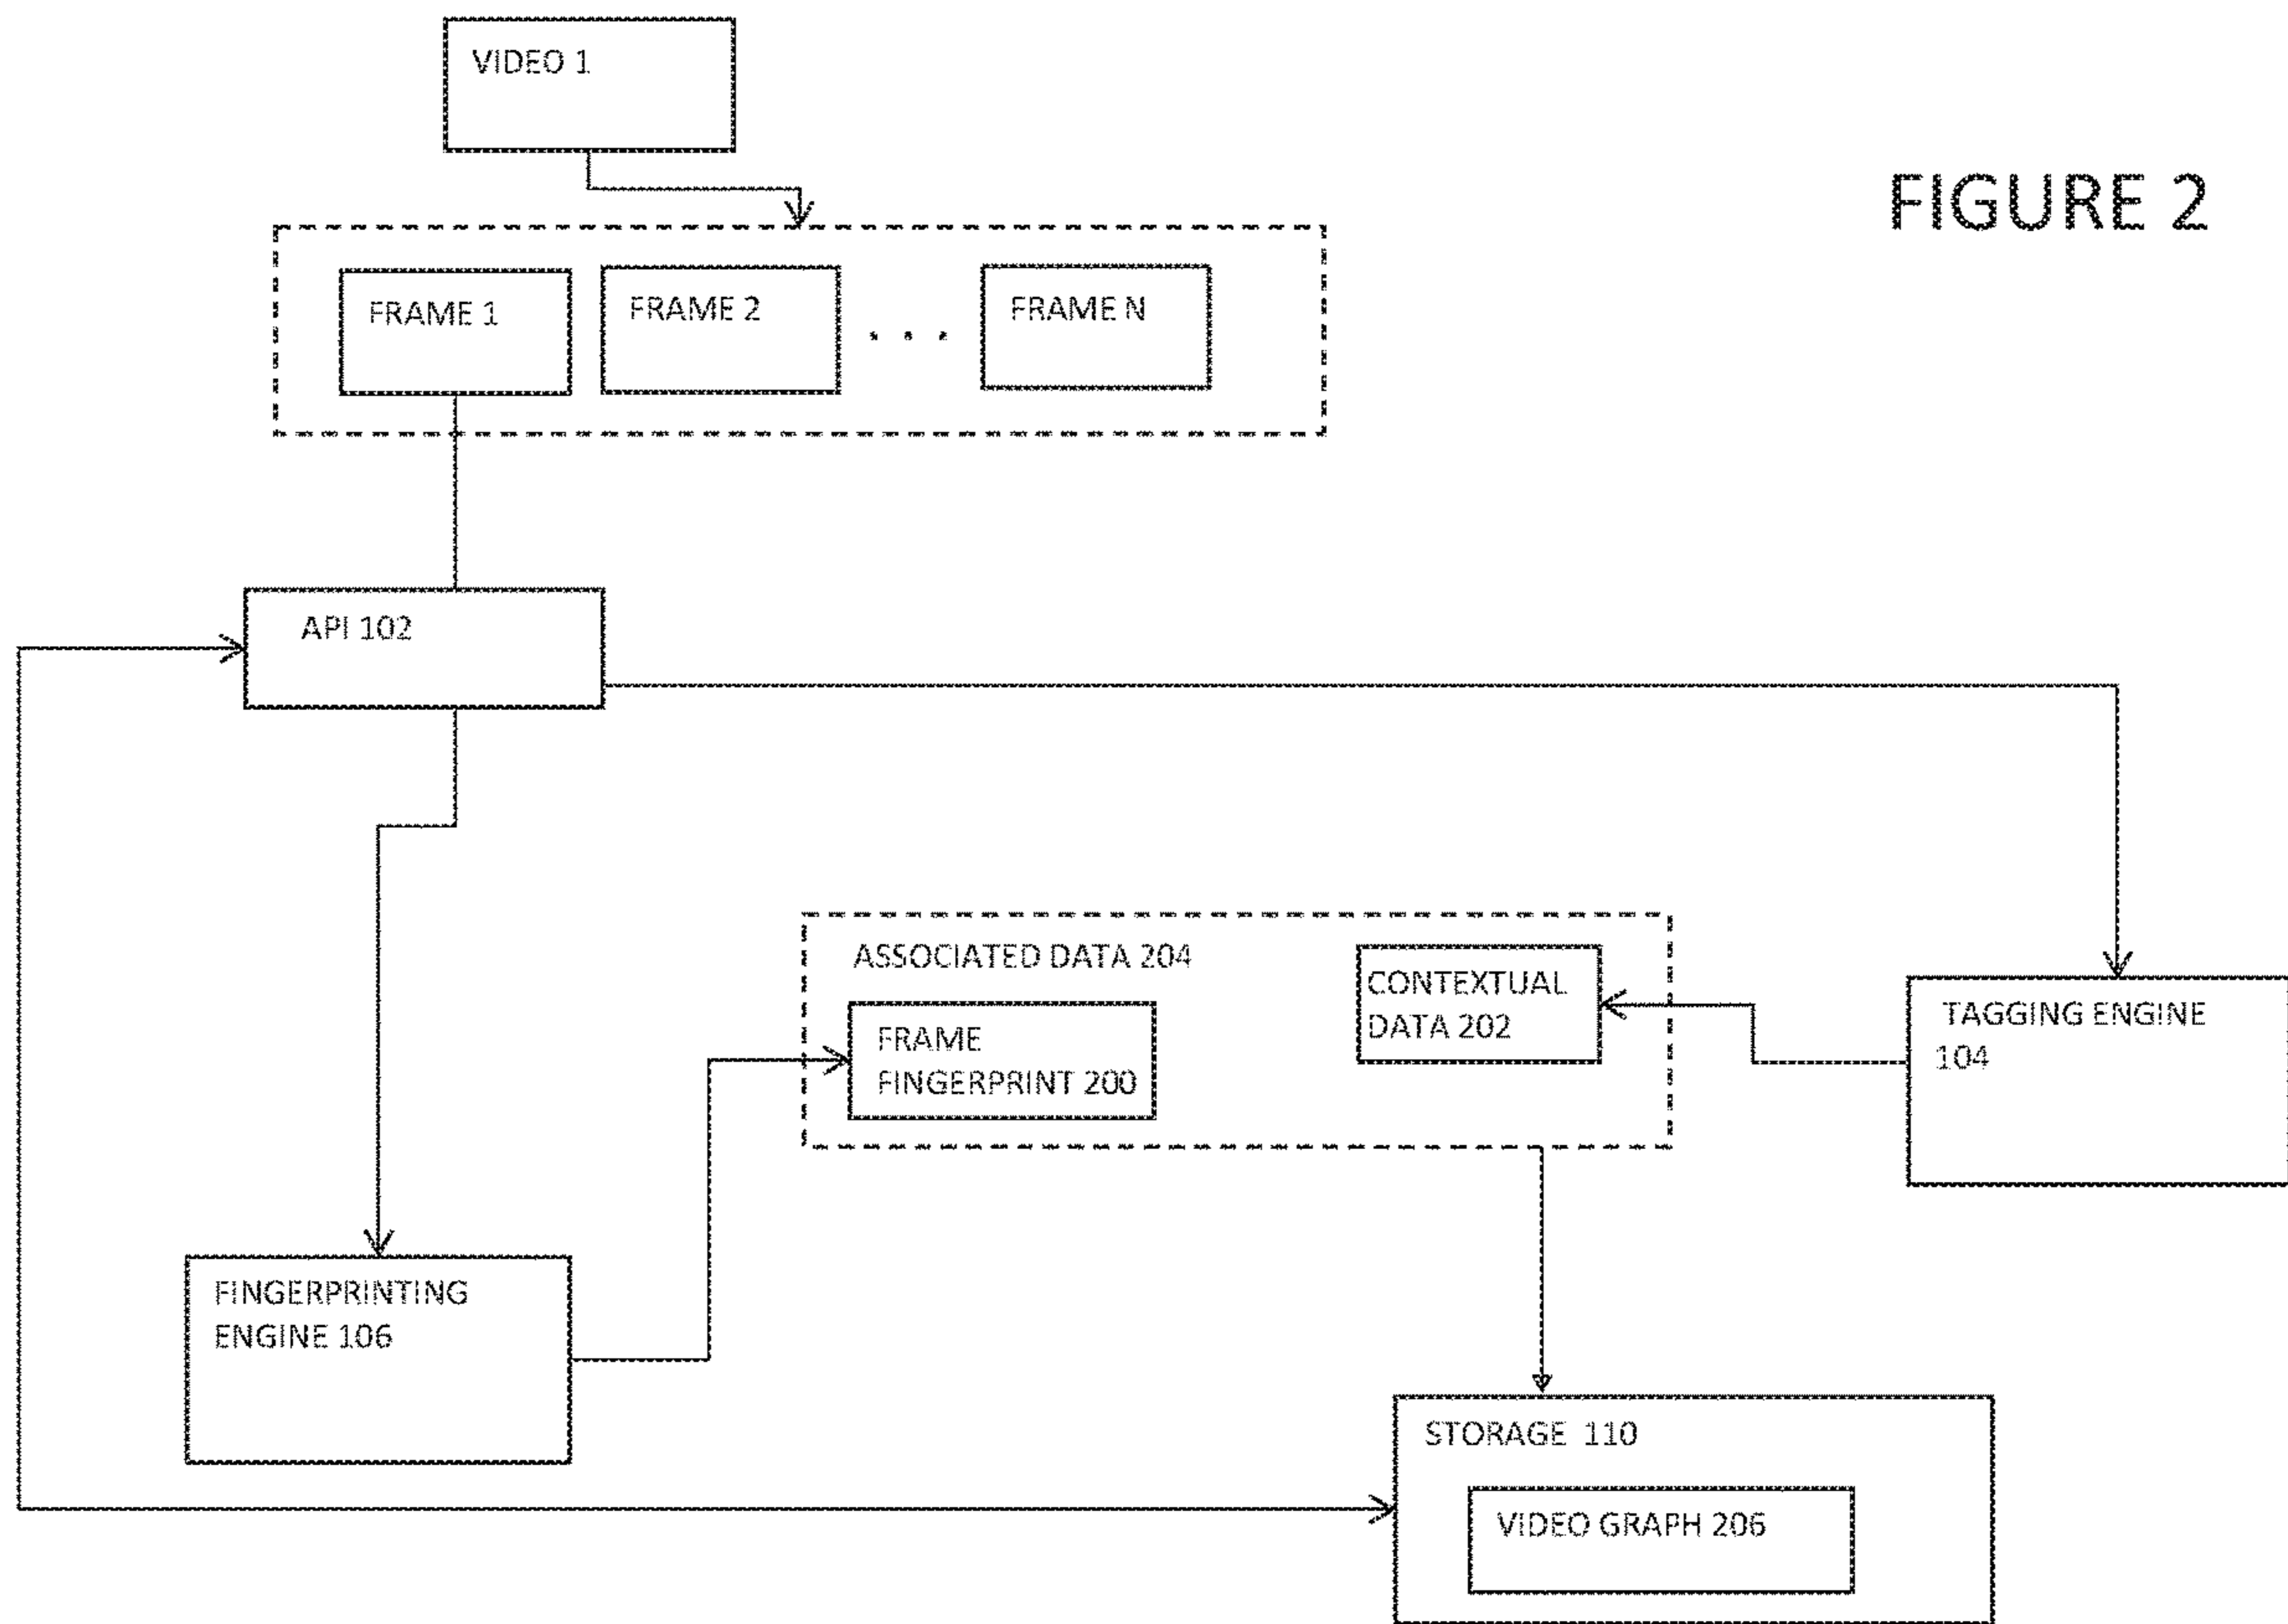 VIDEO 1
FIGURE 2
FRAME 1
FRAME 2
. . .
FRAME N
API 102
ASSOCIATED DATA 204
CONTEXTUAL
DATA 202
FRAME
FINGERPRINT 200
TAGGING ENGINE
104
FINGERPRINTING
ENGINE 106
STORAGE 110
VIDEO GRAPH 206